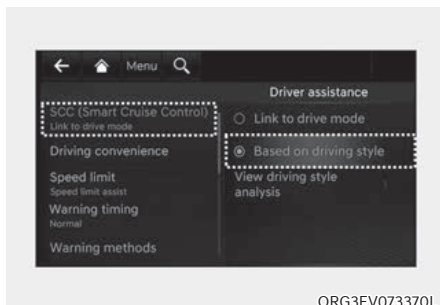 Menu
Driver assistance
SCC (Smart Cruise Control)
Link to drive mode
Driving convenience
Speed limit
Speed limit assist
Warning timing
Normal
Warning methods
Link to drive mode
Based on driving style
View driving style
analysis